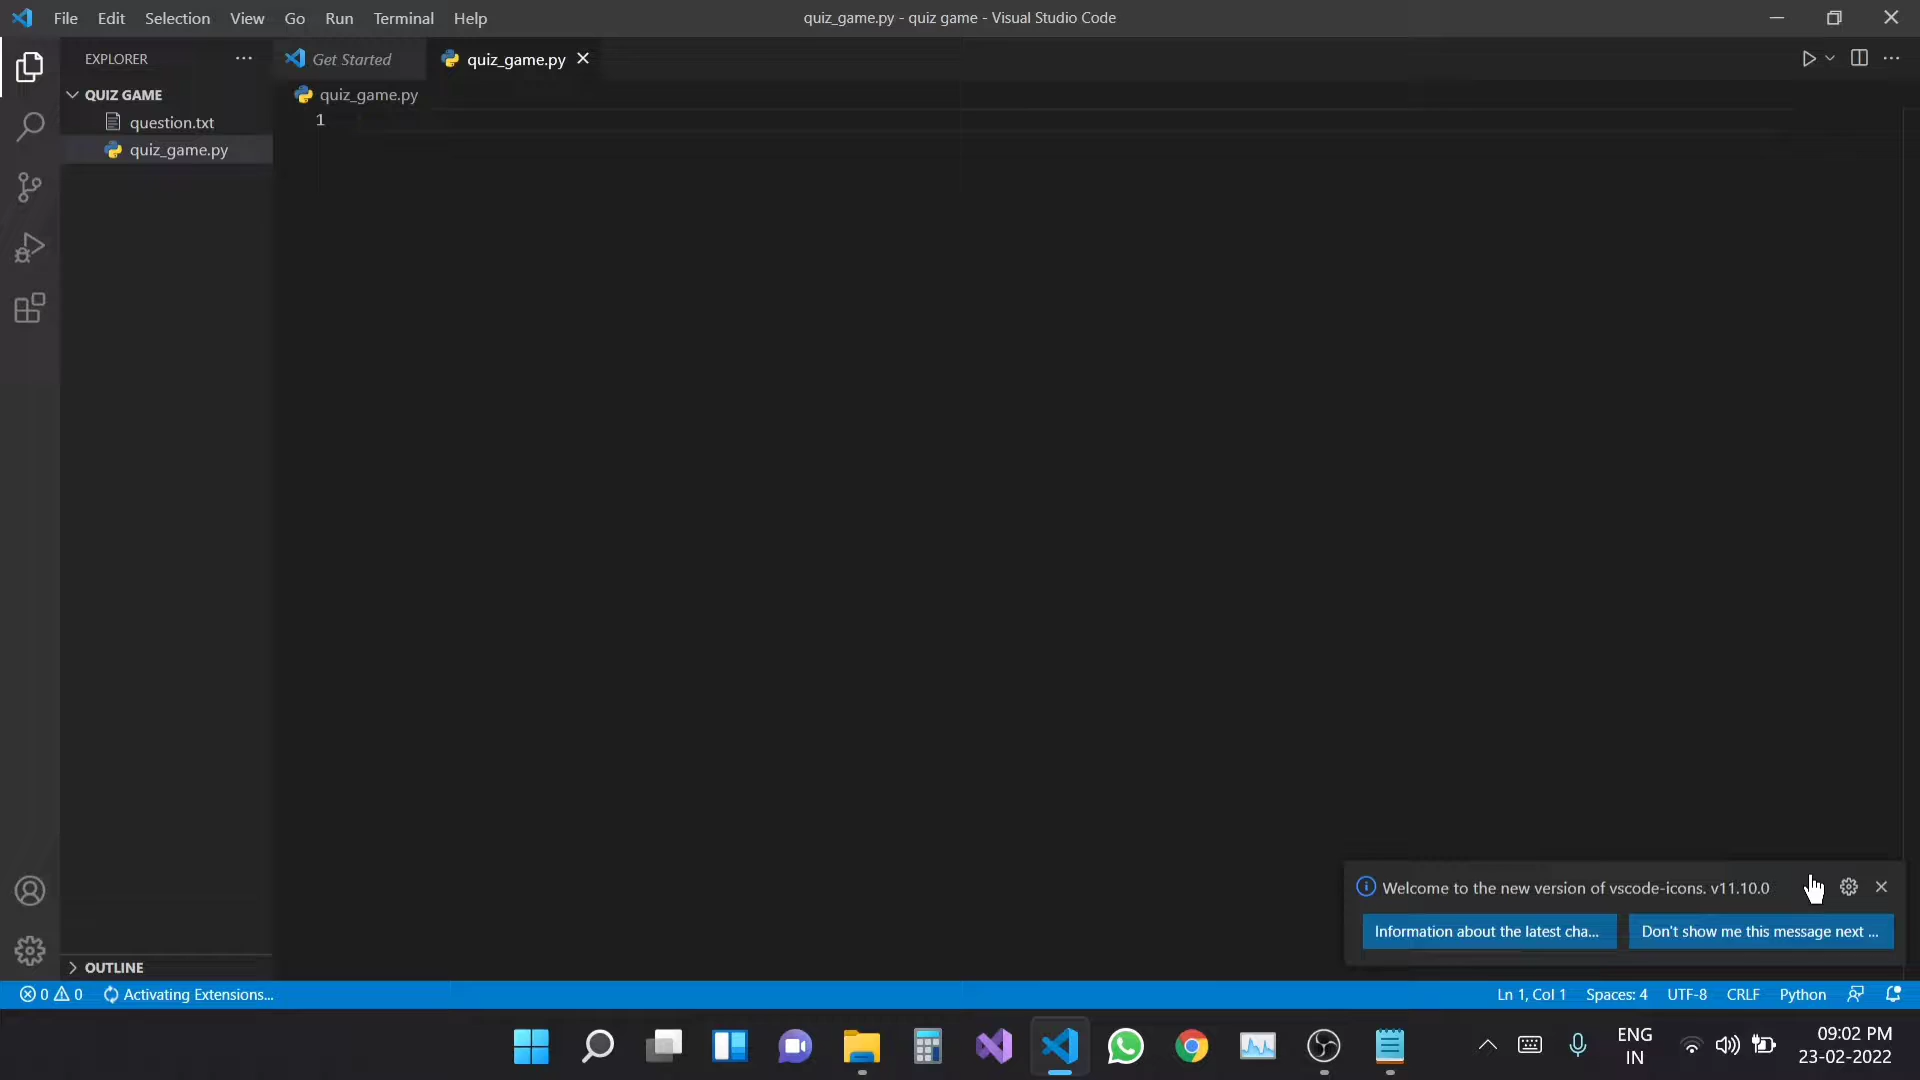 File Edit Selection View Go Run Terminal Help
quiz_game.py - quiz game - Visual Studio Code
EXPLORER
Get Started
quiz_game.py
QUIZ GAME
quiz_game.py
question.txt
1
quiz_game.py
Welcome to the new version of vscode-icons. v11.10.0
Information about the latest cha...
Don't show me this message next ...
OUTLINE
0 0 Activating Extensions...
Ln 1, Col 1 Spaces: 4 UTF-8 CRLF Python
ENG
IN
09:02 PM
23-02-2022